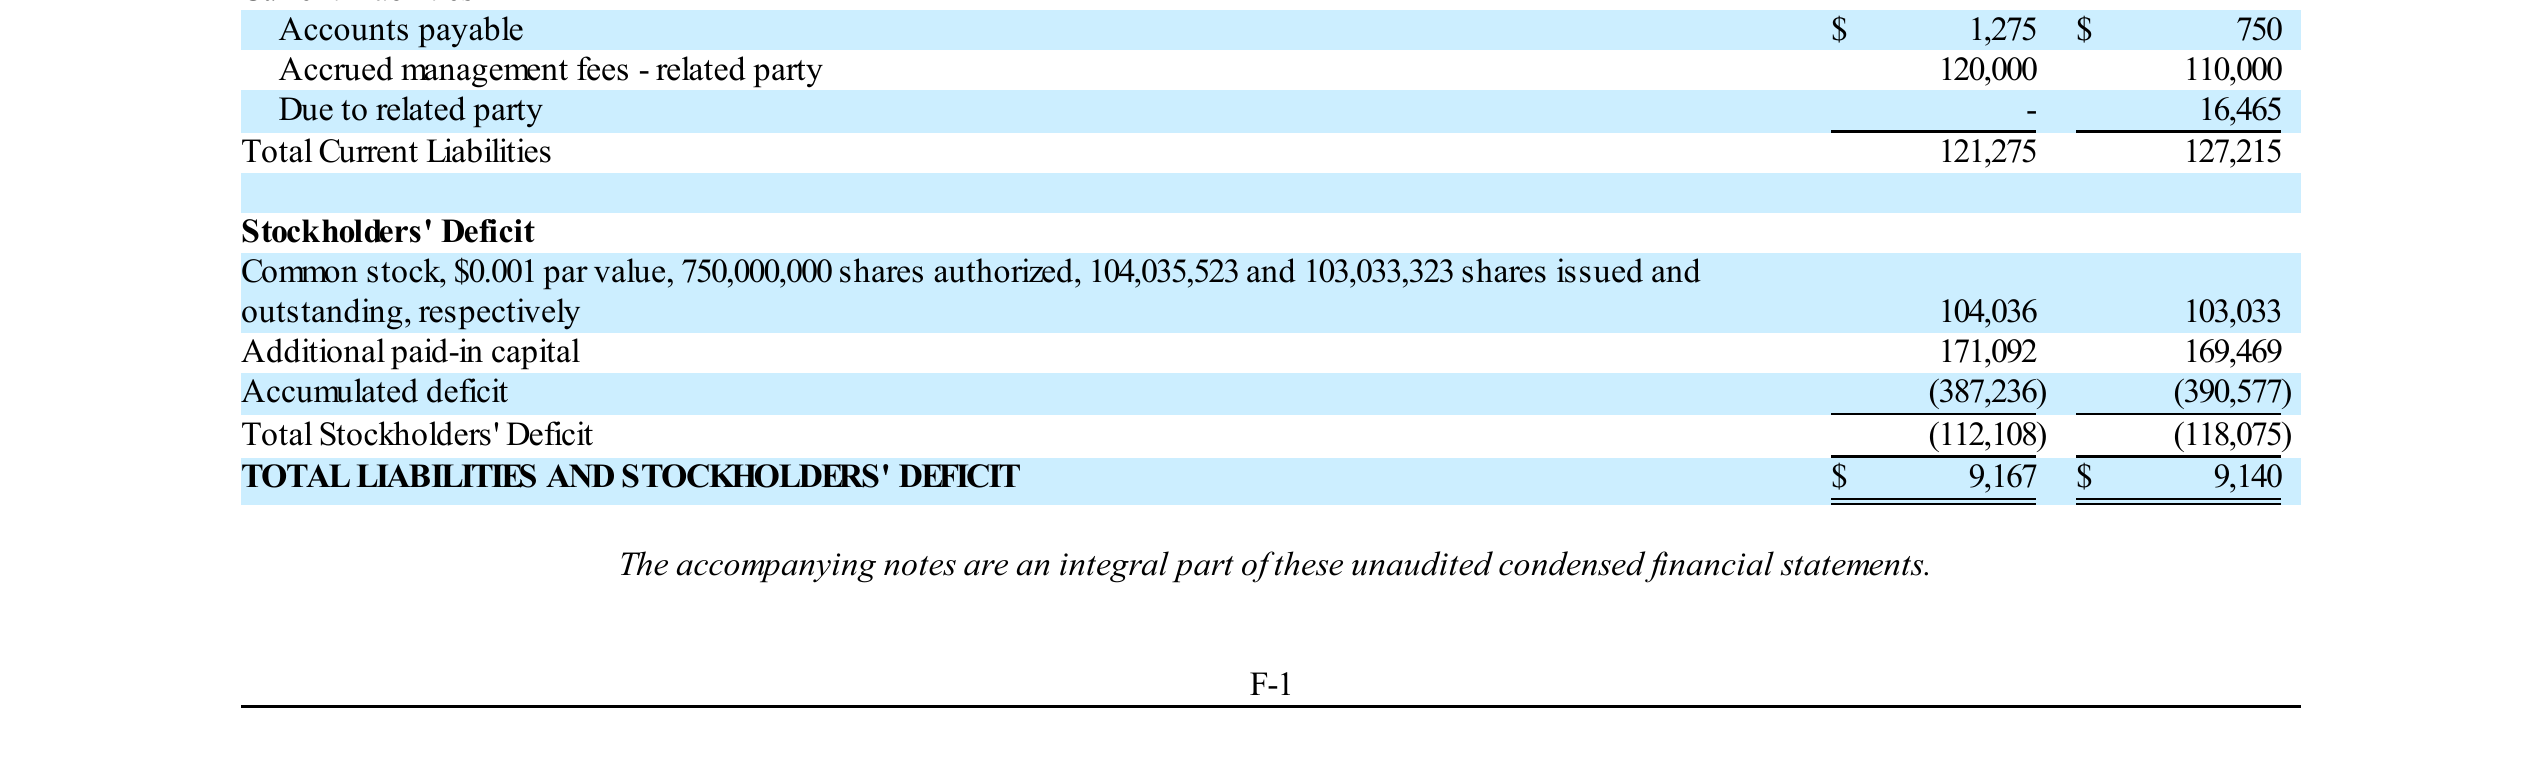 Accounts payable $ 1,275 $ 750
Accrued management fees - related party 120,000 110,000
Due to related party - 16,465
Total Current Liabilities 121,275 127,215
Stockholders' Deficit
Common stock, $0.001 par value, 750,000,000 shares authorized, 104,035,523 and 103,033,323 shares issued and
outstanding, respectively 104,036 103,033
Additional paid-in capital 171,092 169,469
Accumulated deficit (387,236) (390,577)
Total Stockholders' Deficit (112,108) (118,075)
TOTAL LIABILITIES AND STOCKHOLDERS' DEFICIT $ 9,167 $ 9,140
The accompanying notes are an integral part of these unaudited condensed financial statements.
F-1